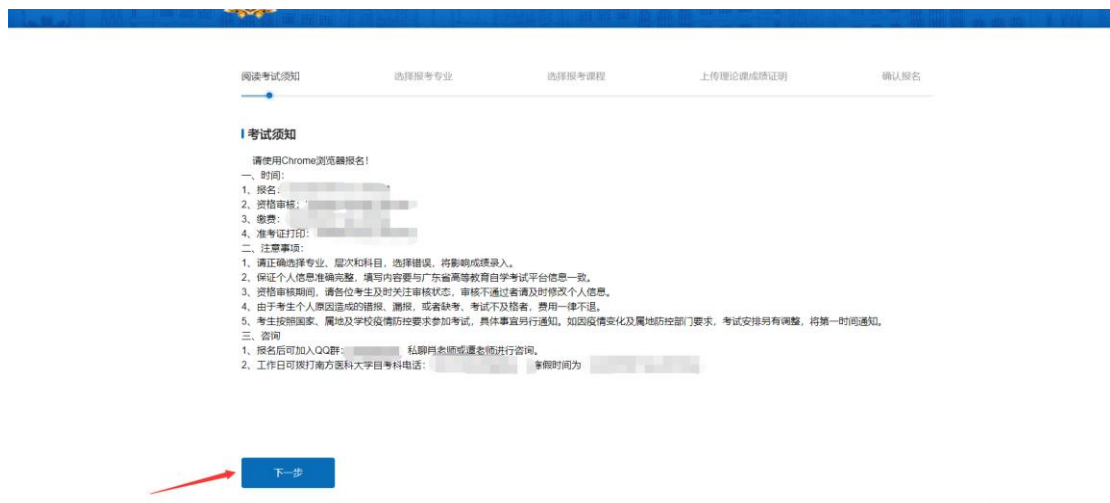 阅读考试须知 选择报考专业 选择报考课程 上传理论课成绩证明 确认报名
考试须知
请使用Chrome浏览器报名！
一、时间：
1、报名：
2、资格审核：
3、缴费：
4、准考证打印：
二、注意事项：
1、请正确选择专业、层次和科目，选择错误，将影响成绩录入。
2、保证个人信息准确完整，填写内容要与广东省高等教育自学考试平台信息一致。
3、资格审核期间，请各位考生及时关注审核状态，审核不通过者请及时修改个人信息。
4、由于考生个人原因造成的错报、漏报，或者缺考、考试不及格者，费用一律不退。
5、考生按照国家、属地及学校疫情防控要求参加考试，具体事宜另行通知。如因疫情变化及属地防控部门要求，考试安排另有调整，将第一时间通知。
三、咨询
1、报名后可加入QQ群： 私聊肖老师或谭老师进行咨询。
2、工作日可拨打南方医科大学自考科电话： 寒假时间为
下一步